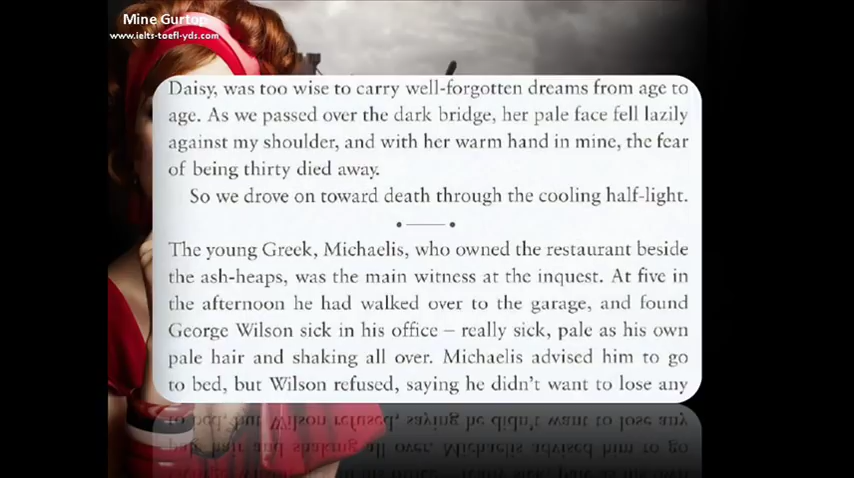 Mine Gurtop
www.ielts-toefl-yds.com
Daisy, was too wise to carry well-forgotten dreams from age to
age. As we passed over the dark bridge, her pale face fell lazily
against my shoulder, and with her warm hand in mine, the fear
of being thirty died away.
So we drove on toward death through the cooling half-light.
The young Greek, Michaelis, who owned the restaurant beside
the ash-heaps, was the main witness at the inquest. At five in
the afternoon he had walked over to the garage, and found
George Wilson sick in his office – really sick, pale as his own
pale hair and shaking all over. Michaelis advised him to go
to bed, but Wilson refused, saying he didn't want to lose any